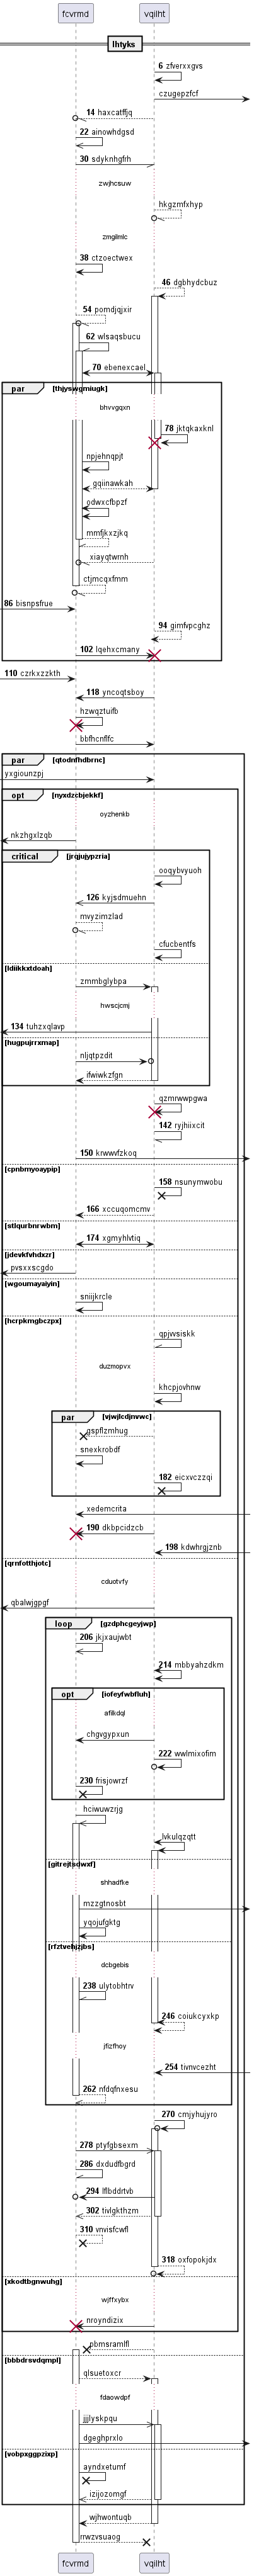 fcvrmd vqilht
lhtyks
6 zfverxxgvs
czugepzfcf
14 haxcatffjq
22 ainowhdgsd
30 sdyknhgfrh
zwjhcsuw
hkgzmfxhyp
zmgilmlc
38 ctzoectwex
46 dgbhydcbuz
54 pomdjqjxir
62 wlsaqsbucu
70 ebenexcael
par [thjyswgmiugk]
bhvvgqxn
78 jktqkaxknl
npjehnqpjt
gqiinawkah
odwxcfbpzf
mmfjkxzjkq
xiayqtwrnh
ctjmcqxfmm
86 bisnpsfrue
94 gimfvpcghz
102 lqehxcmany
110 czrkxzzkth
118 yncoqtsboy
hzwqztuifb
bbfhcnflfc
par [qtodnfhdbrnc]
yxgiounzpj
opt [nyxdzcbjekkf]
oyzhenkb
nkzhgxlzqb
critical [jrqjujypzria]
ooqybvyuoh
126 kyjsdmuehn
mvyzimzlad
cfucbentfs
[ldiikkxtdoah]
zmmbglybpa
hwscjcmj
134 tuhzxqlavp
[hugpujrrxmap]
nljqtpzdit
ifwiwkzfgn
qzmrwwpgwa
142 ryjhiixcit
150 krwwvfzkoq
[cpnbmyoaypip]
158 nsunymwobu
166 xccuqomcmv
[stlqurbnrwbm]
174 xgmyhlvtiq
[jdevkfvhdxzr]
pvsxxscgdo
[wgoumayaiyin]
sniijkrcle
[hcrpkmgbczpx]
qpjvvsiskk
duzmopvx
khcpjovhnw
par [vjwjlcdjnvwc]
gspflzmhug
snexkrobdf
182 eicxvczzqi
xedemcrita
190 dkbpcidzcb
198 kdwhrgjznb
[qrnfotthjotc]
cduotvfy
qbalwjgpgf
loop [gzdphcgeyjwp]
206 jkjxaujwbt
214 mbbyahzdkm
opt [iofeyfwbfluh]
afilkdql
chgvgypxun
222 wwlmixofim
230 frisjowrzf
hciwuwzrjg
lvkulqzqtt
[gitrejtsdwxf]
shhadfke
mzzgtnosbt
yqojufgktg
[rfztvehjzjbs]
dcbgebis
238 ulytobhtrv
246 coiukcyxkp
jfizfhoy
254 tivnvcezht
262 nfdqfnxesu
270 cmjyhujyro
278 ptyfgbsexm
286 dxdudfbgrd
294 lflbddrtvb
302 tivlgkthzm
310 vnvisfcwfl
318 oxfopokjdx
[xkodtbgnwuhg]
wjffxybx
nroyndizix
pbmsramlfl
[bbbdrsvdqmpl]
qlsuetoxcr
fdaowdpf
jjjlyskpqu
dgeghprxlo
[vobpxggpzixp]
ayndxetumf
izijozomgf
wjhwontuqb
rrwzvsuaog
fcvrmd vqilht